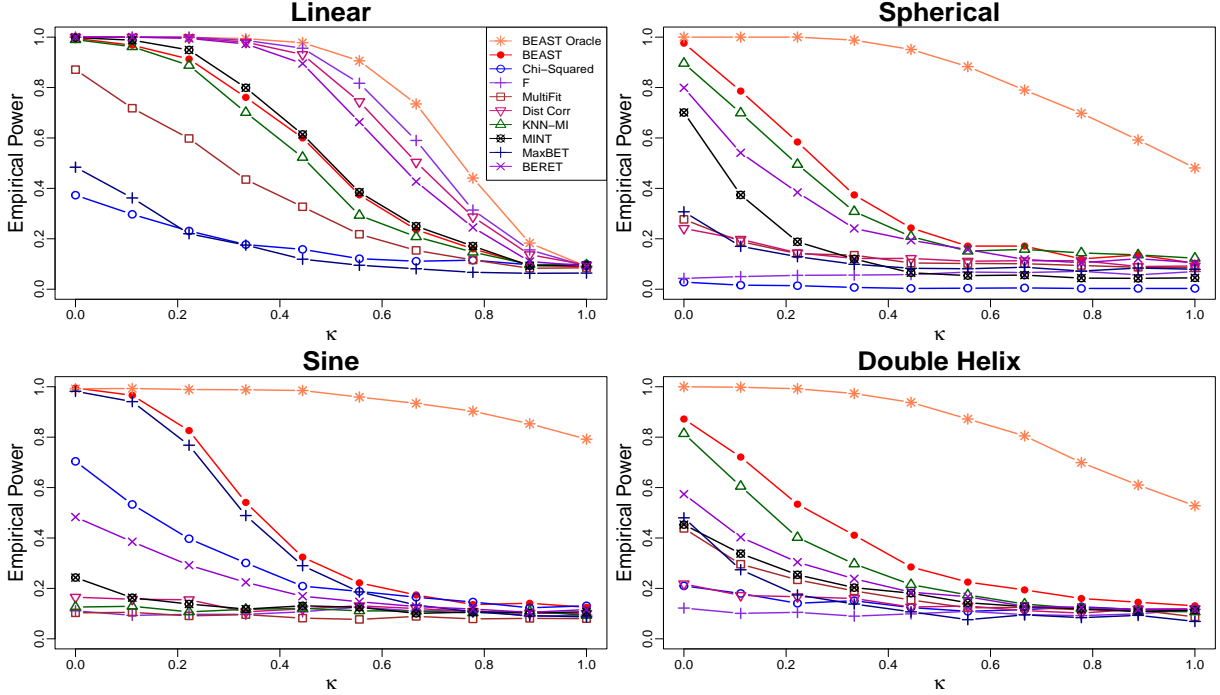 Linear
Empirical Power
0.0 0.2 0.4 0.6 0.8 1.0
0.0 0.2 0.4 0.6 0.8 1.0
κ
BEAST Oracle
BEAST
Chi−Squared
F
MultiFit
Dist Corr
KNN−MI
MINT
MaxBET
BERET
Spherical
Empirical Power
0.0 0.2 0.4 0.6 0.8 1.0
0.0 0.2 0.4 0.6 0.8 1.0
κ
Sine
Empirical Power
0.0 0.2 0.4 0.6 0.8 1.0
0.0 0.2 0.4 0.6 0.8 1.0
κ
Double Helix
Empirical Power
0.0 0.2 0.4 0.6 0.8 1.0
0.0 0.2 0.4 0.6 0.8 1.0
κ